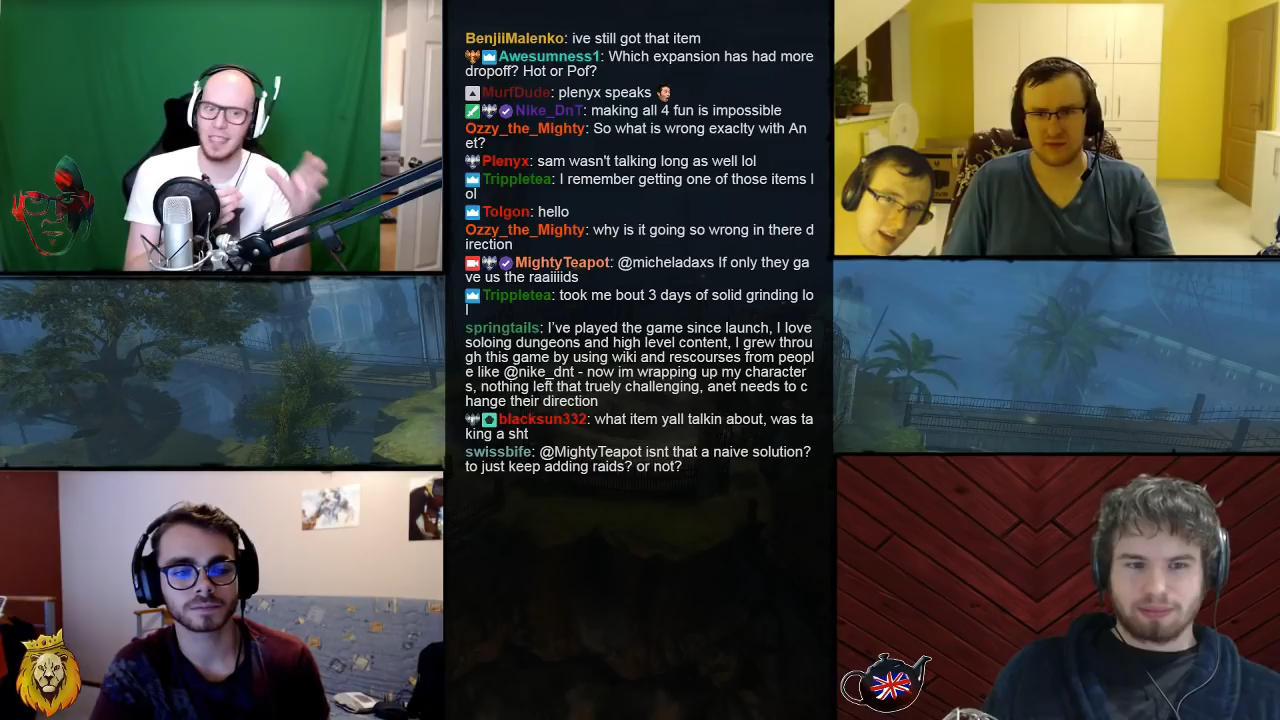 BenjiiMalenko: ive still got that item
Awesumness1: Which expansion has had more
dropoff? Hot or Pof?
MurfDude: plenyx speaks
Nike_DnT: making all 4 fun is impossible
Ozzy_the_Mighty: So what is wrong exaclty with An
et?
Plenyx: sam wasn't talking long as well lol
Trippletea: I remember getting one of those items l
ol
Tolgon: hello
Ozzy_the_Mighty: why is it going so wrong in there d
irection
MightyTeapot: @micheladaxs If only they ga
ve us the raaiiiids
Trippletea: took me bout 3 days of solid grinding lo
l
springtails: I've played the game since launch, I love
soloing dungeons and high level content, I grew throu
gh this game by using wiki and rescourses from peopl
e like @nike_dnt - now im wrapping up my character
s, nothing left that truely challenging, anet needs to c
hange their direction
blacksun332: what item yall talkin about, was ta
king a sht
swissbife: @MightyTeapot isnt that a naive solution?
to just keep adding raids? or not?